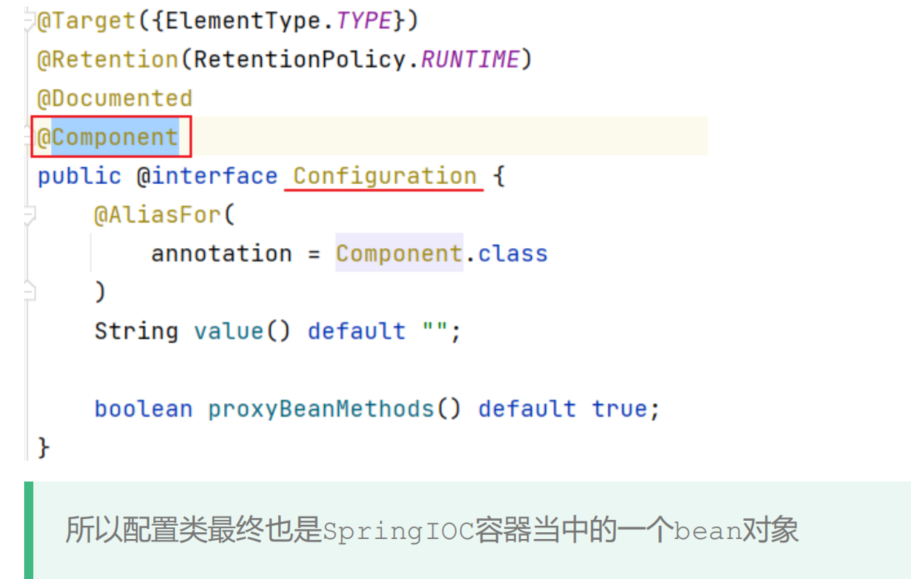 @Target({ElementType.TYPE})
@Retention(RetentionPolicy.RUNTIME)
@Documented
@Component
public @interface Configuration {
    @AliasFor(
        annotation = Component.class
    )
    String value() default "";
    boolean proxyBeanMethods() default true;
}
所以配置类最终也是SpringIOC容器当中的一个bean对象